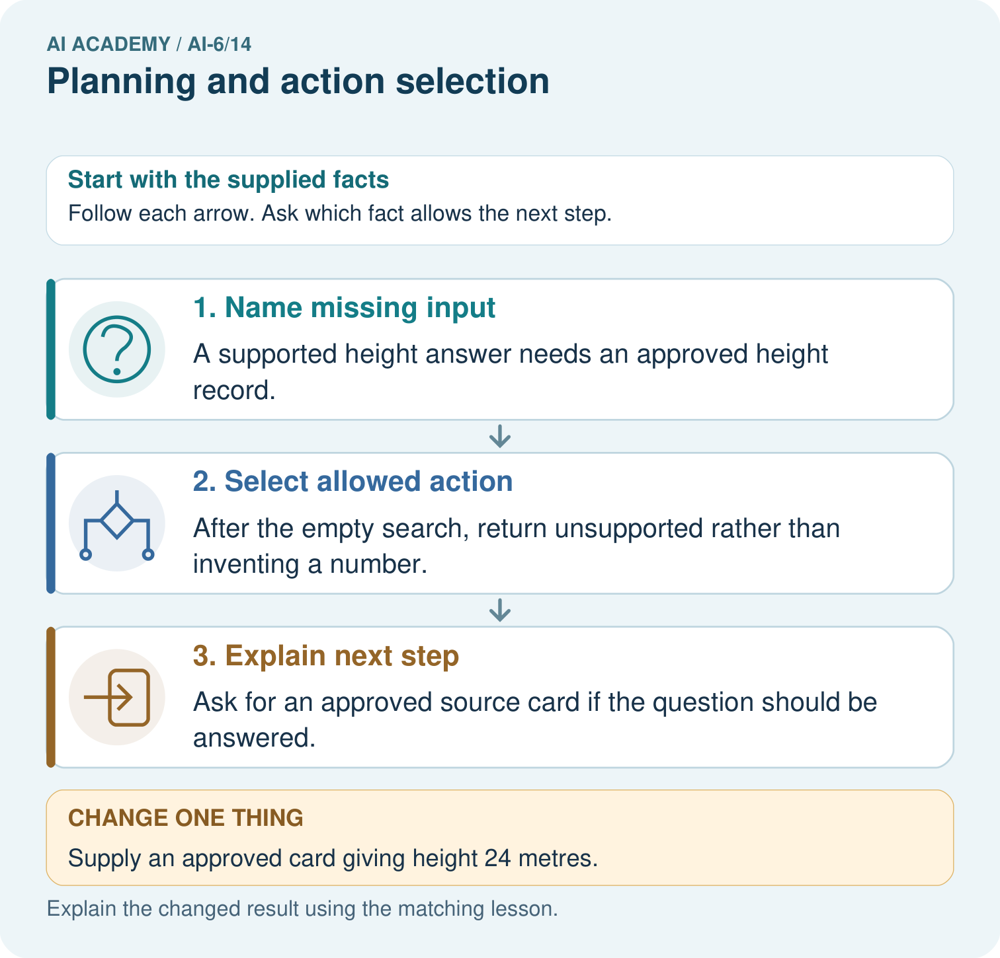 AI ACADEMY / AI-6/14
Planning and action selection
Start with the supplied facts
Follow each arrow. Ask which fact allows the next step.
1. Name missing input
A supported height answer needs an approved height
record.
2. Select allowed action
After the empty search, return unsupported rather than
inventing a number.
3. Explain next step
Ask for an approved source card if the question should be
answered.
CHANGE ONE THING
Supply an approved card giving height 24 metres.
Explain the changed result using the matching lesson.